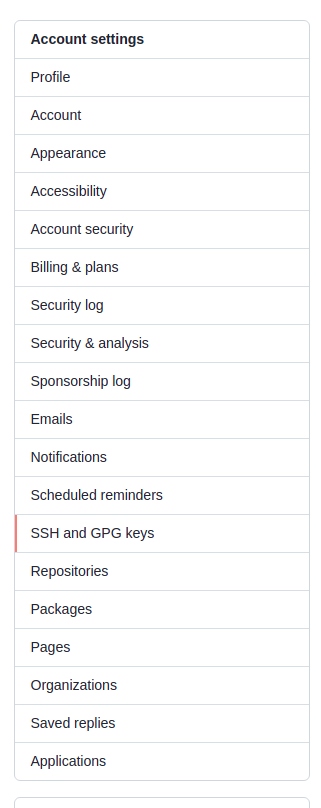 Account settings
Profile
Account
Appearance
Accessibility
Account security
Billing & plans
Security log
Security & analysis
Sponsorship log
Emails
Notifications
Scheduled reminders
SSH and GPG keys
Repositories
Packages
Pages
Organizations
Saved replies
Applications